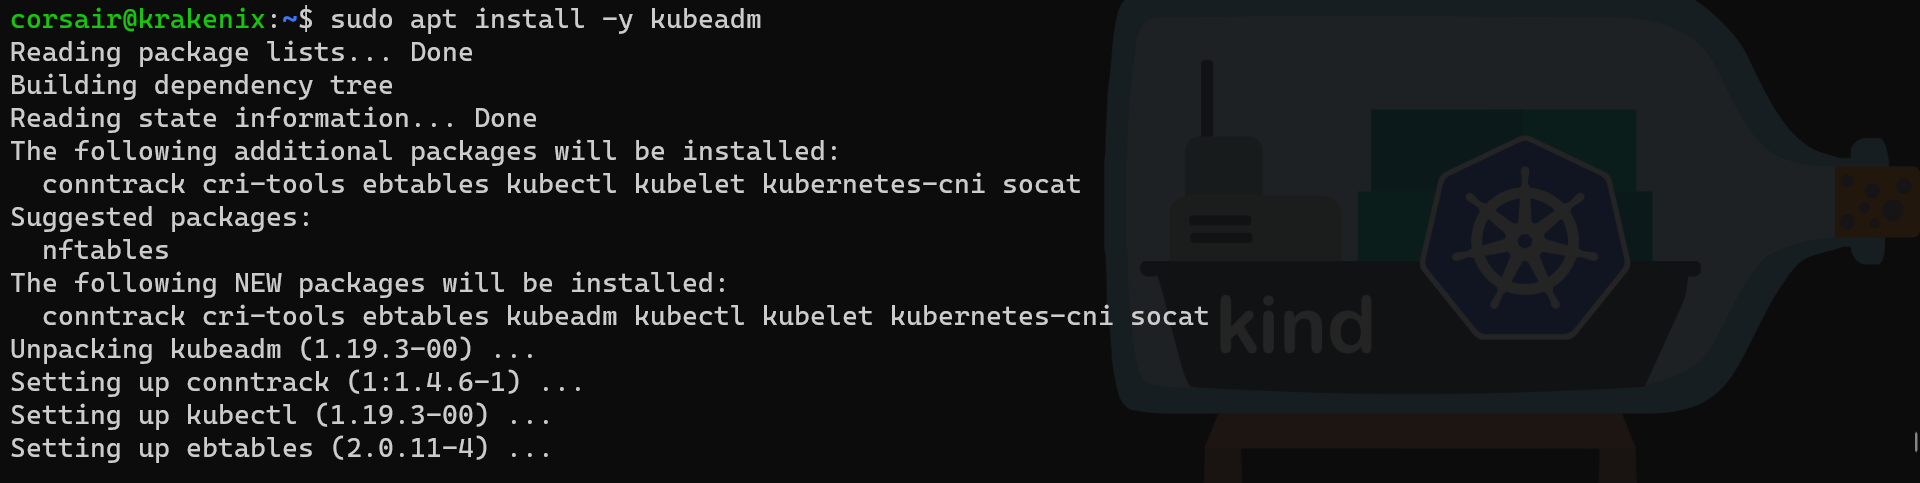 corsair@krakenix:~$ sudo apt install -y kubeadm
Reading package lists... Done
Building dependency tree
Reading state information... Done
The following additional packages will be installed:
  conntrack cri-tools ebtables kubectl kubelet kubernetes-cni socat
Suggested packages:
  nftables
The following NEW packages will be installed:
  conntrack cri-tools ebtables kubeadm kubectl kubelet kubernetes-cni socat
kind
Unpacking kubeadm (1.19.3-00) ...
Setting up conntrack (1:1.4.6-1) ...
Setting up kubectl (1.19.3-00) ...
Setting up ebtables (2.0.11-4) ...